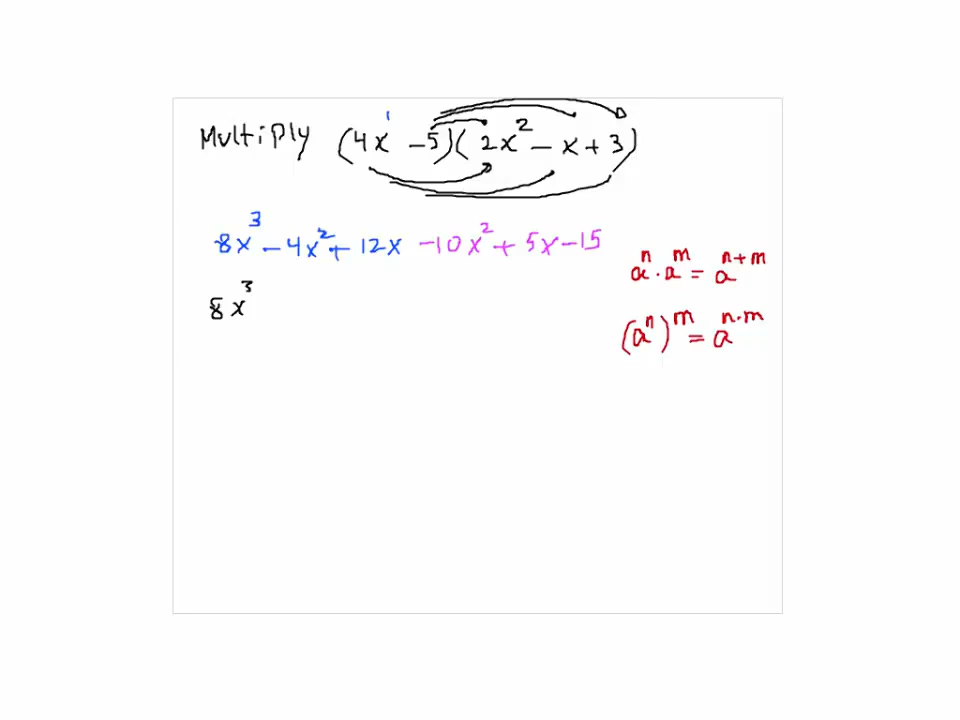 Multiply (4x¹ - 5)(2x² - x + 3)
8x³ - 4x² + 12x - 10x² + 5x - 15
aⁿ · aᵐ = aⁿ⁺ᵐ
8x³
(aⁿ)ᵐ = aⁿ·ᵐ